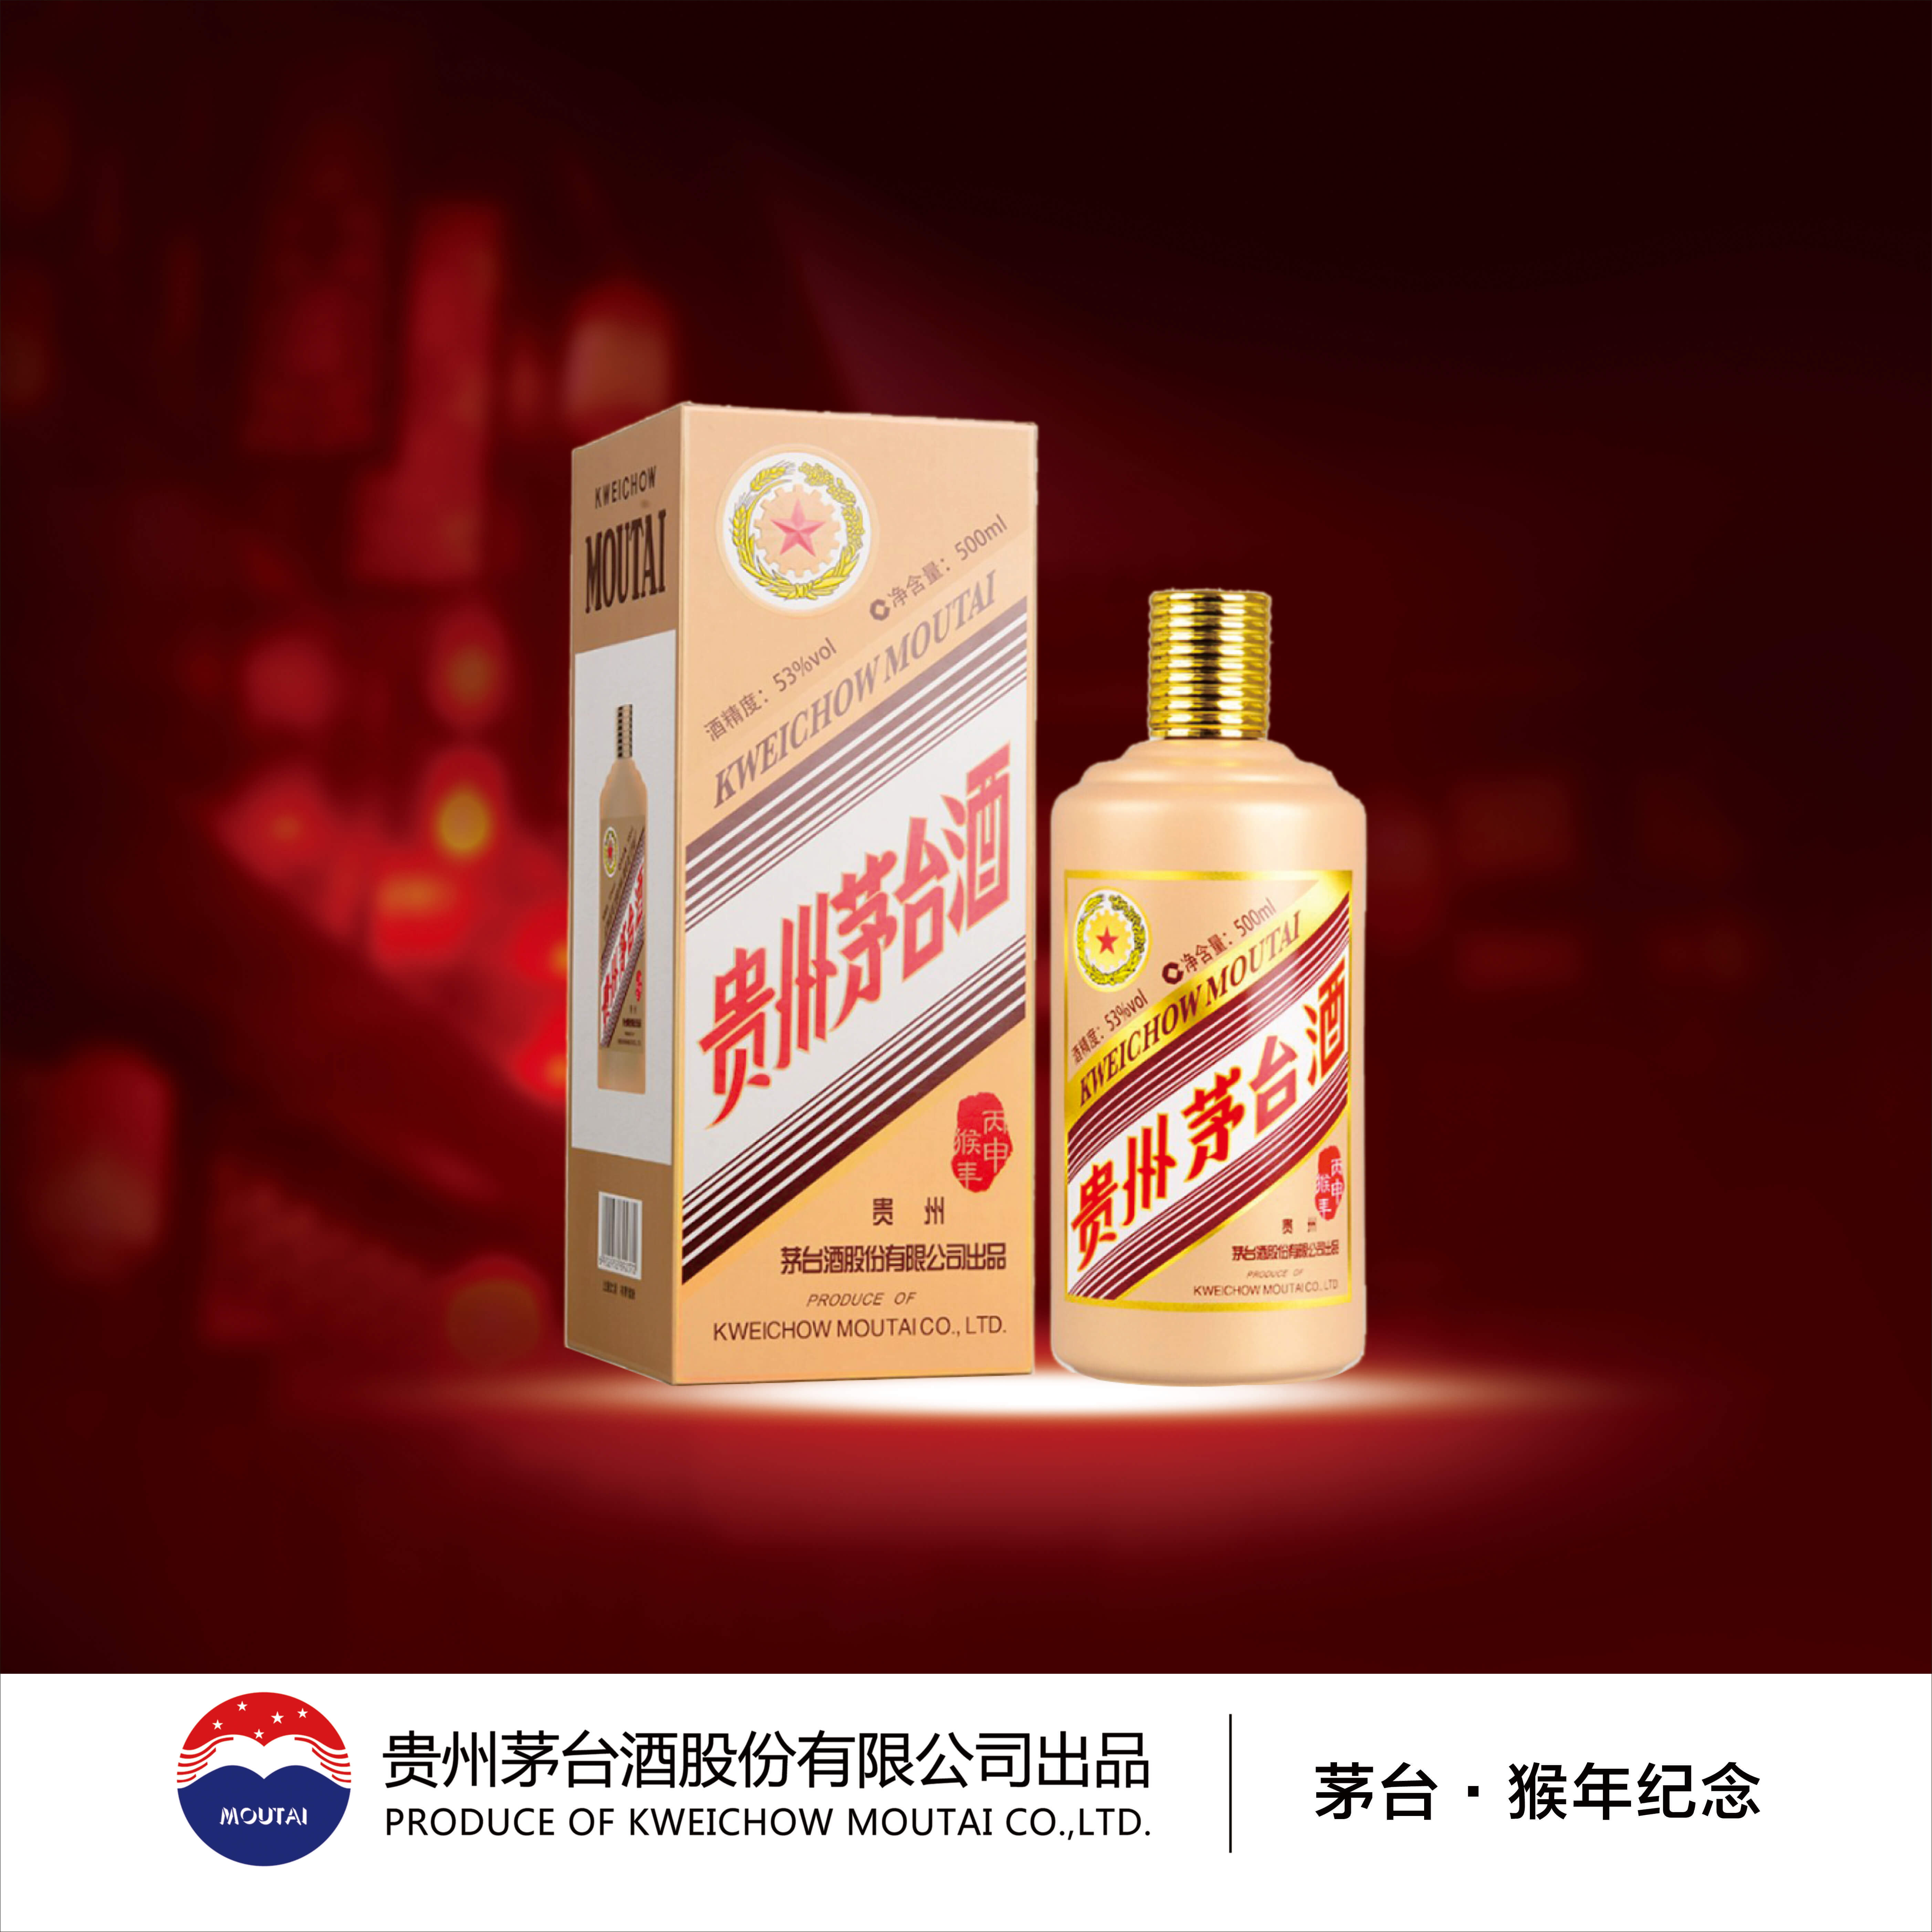 KWEICHOW
MOUTAI
酒精度：53%vol
净含量：500ml
KWEICHOW MOUTAI
贵州茅台酒
丙申
猴年
贵 州
茅台酒股份有限公司出品
PRODUCE OF
KWEICHOW MOUTAI CO., LTD.
酒精度：53%vol
净含量：500ml
KWEICHOW MOUTAI
贵州茅台酒
丙申
猴年
贵 州
茅台酒股份有限公司出品
PRODUCE OF
KWEICHOW MOUTAI CO., LTD
MOUTAI
贵州茅台酒股份有限公司出品
PRODUCE OF KWEICHOW MOUTAI CO.,LTD.
茅台·猴年纪念